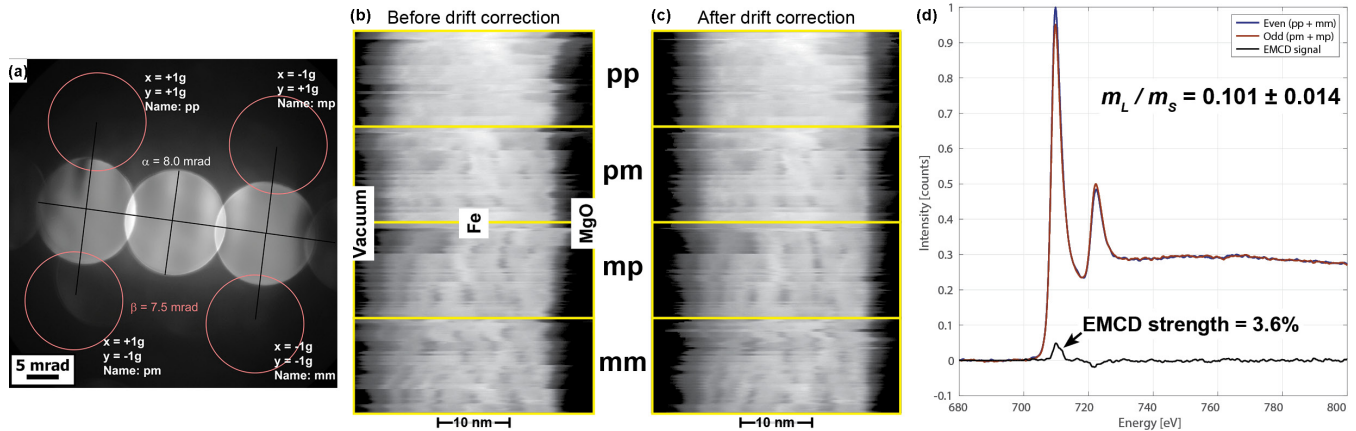 (a)
x = +1g
y = +1g
Name: pp
x = -1g
y = +1g
Name: mp
α = 8.0 mrad
β = 7.5 mrad
x = +1g
y = -1g
Name: pm
x = -1g
y = -1g
Name: mm
5 mrad
(b) Before drift correction
Vacuum
Fe
MgO
10 nm
pp
pm
mp
mm
(c) After drift correction
10 nm
(d)
Even (pp + mm)
Odd (pm + mp)
EMCD signal
m_L / m_S = 0.101 ± 0.014
EMCD strength = 3.6%
Intensity [counts]
1
0.9
0.8
0.7
0.6
0.5
0.4
0.3
0.2
0.1
0
-0.1
680 700 720 740 760 780 800
Energy [eV]